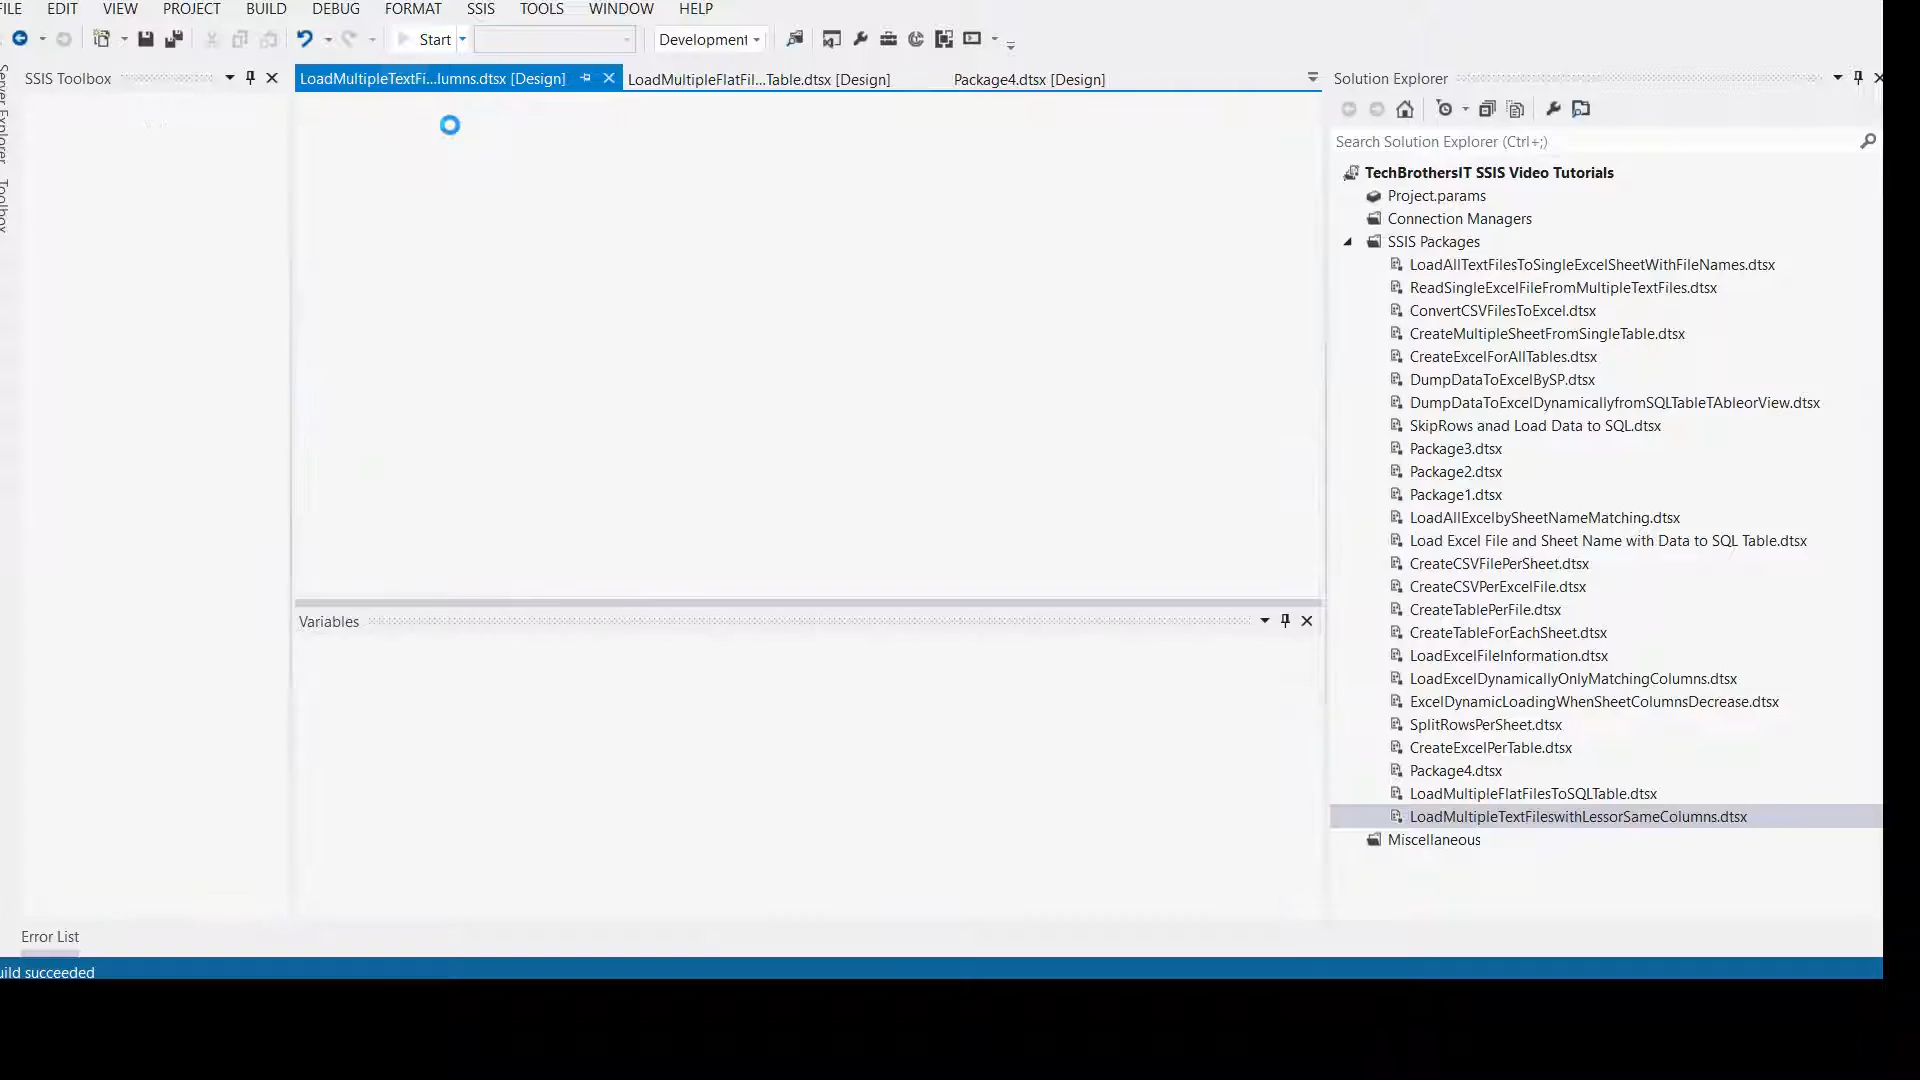 FILE EDIT VIEW PROJECT BUILD DEBUG FORMAT SSIS TOOLS WINDOW HELP
Start Development
Server Explorer
Toolbox
SSIS Toolbox
LoadMultipleTextFi...lumns.dtsx [Design]
LoadMultipleFlatFil...Table.dtsx [Design]
Package4.dtsx [Design]
Variables
Solution Explorer
Search Solution Explorer (Ctrl+;)
TechBrothersIT SSIS Video Tutorials
Project.params
Connection Managers
SSIS Packages
LoadAllTextFilesToSingleExcelSheetWithFileNames.dtsx
ReadSingleExcelFileFromMultipleTextFiles.dtsx
ConvertCSVFilesToExcel.dtsx
CreateMultipleSheetFromSingleTable.dtsx
CreateExcelForAllTables.dtsx
DumpDataToExcelBySP.dtsx
DumpDataToExcelDynamicallyfromSQLTableTAbleorView.dtsx
SkipRows anad Load Data to SQL.dtsx
Package3.dtsx
Package2.dtsx
Package1.dtsx
LoadAllExcelbySheetNameMatching.dtsx
Load Excel File and Sheet Name with Data to SQL Table.dtsx
CreateCSVFilePerSheet.dtsx
CreateCSVPerExcelFile.dtsx
CreateTablePerFile.dtsx
CreateTableForEachSheet.dtsx
LoadExcelFileInformation.dtsx
LoadExcelDynamicallyOnlyMatchingColumns.dtsx
ExcelDynamicLoadingWhenSheetColumnsDecrease.dtsx
SplitRowsPerSheet.dtsx
CreateExcelPerTable.dtsx
Package4.dtsx
LoadMultipleFlatFilesToSQLTable.dtsx
LoadMultipleTextFileswithLessorSameColumns.dtsx
Miscellaneous
Error List
uild succeeded